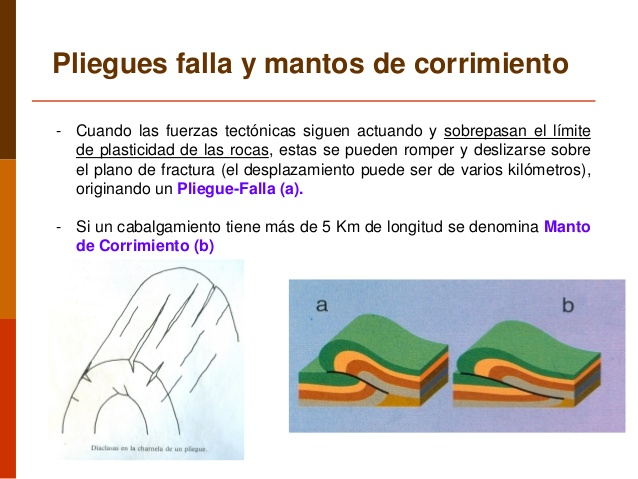 Pliegues falla y mantos de corrimiento
- Cuando las fuerzas tectónicas siguen actuando y sobrepasan el límite
de plasticidad de las rocas, estas se pueden romper y deslizarse sobre
el plano de fractura (el desplazamiento puede ser de varios kilómetros),
originando un Pliegue-Falla (a).
- Si un cabalgamiento tiene más de 5 Km de longitud se denomina Manto
de Corrimiento (b)
a
b
Diaclasas en la charnela de un pliegue.